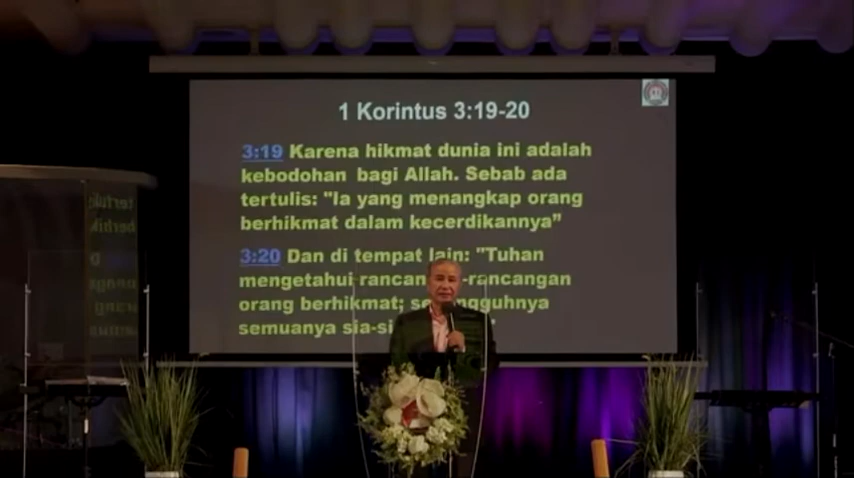 1 Korintus 3:19-20
3:19 Karena hikmat dunia ini adalah
kebodohan bagi Allah. Sebab ada
tertulis: "Ia yang menangkap orang
berhikmat dalam kecerdikannya”
3:20 Dan di tempat lain: "Tuhan
mengetahui
orang berhikmat;
semuanya